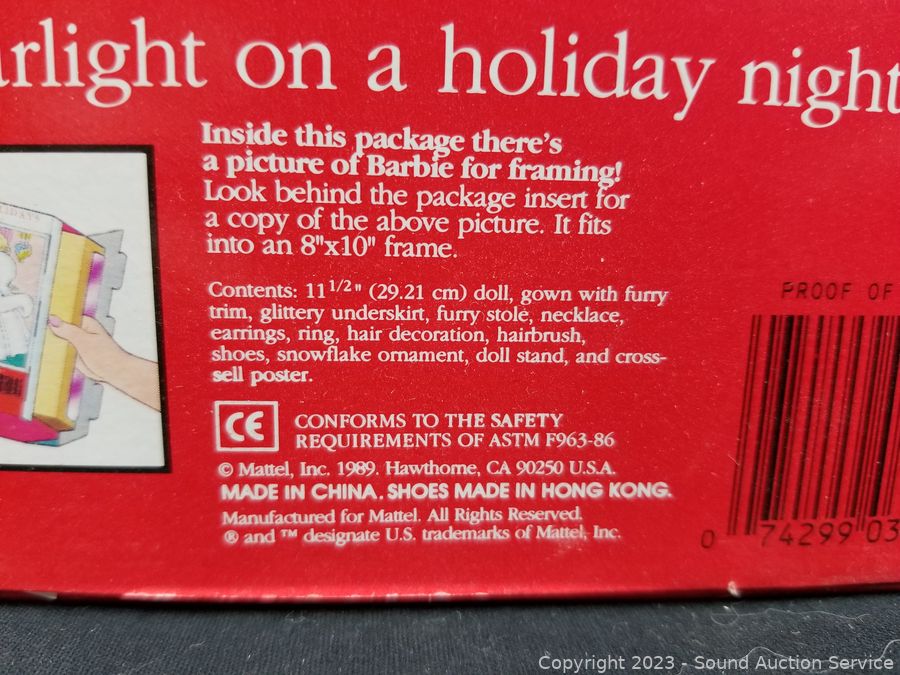 arlight on a holiday night
Inside this package there's
a picture of Barbie for framing!
Look behind the package insert for
a copy of the above picture. It fits
into an 8"x10" frame.
Contents: 11 1/2" (29.21 cm) doll, gown with furry
trim, glittery underskirt, furry stole, necklace,
earrings, ring, hair decoration, hairbrush,
shoes, snowflake ornament, doll stand, and cross-
sell poster.
CE
CONFORMS TO THE SAFETY
REQUIREMENTS OF ASTM F963-86
© Mattel, Inc. 1989. Hawthorne, CA 90250 U.S.A.
MADE IN CHINA. SHOES MADE IN HONG KONG.
Manufactured for Mattel. All Rights Reserved.
® and ™ designate U.S. trademarks of Mattel, Inc.
PROOF OF
0 74299 03
Copyright 2023 - Sound Auction Service